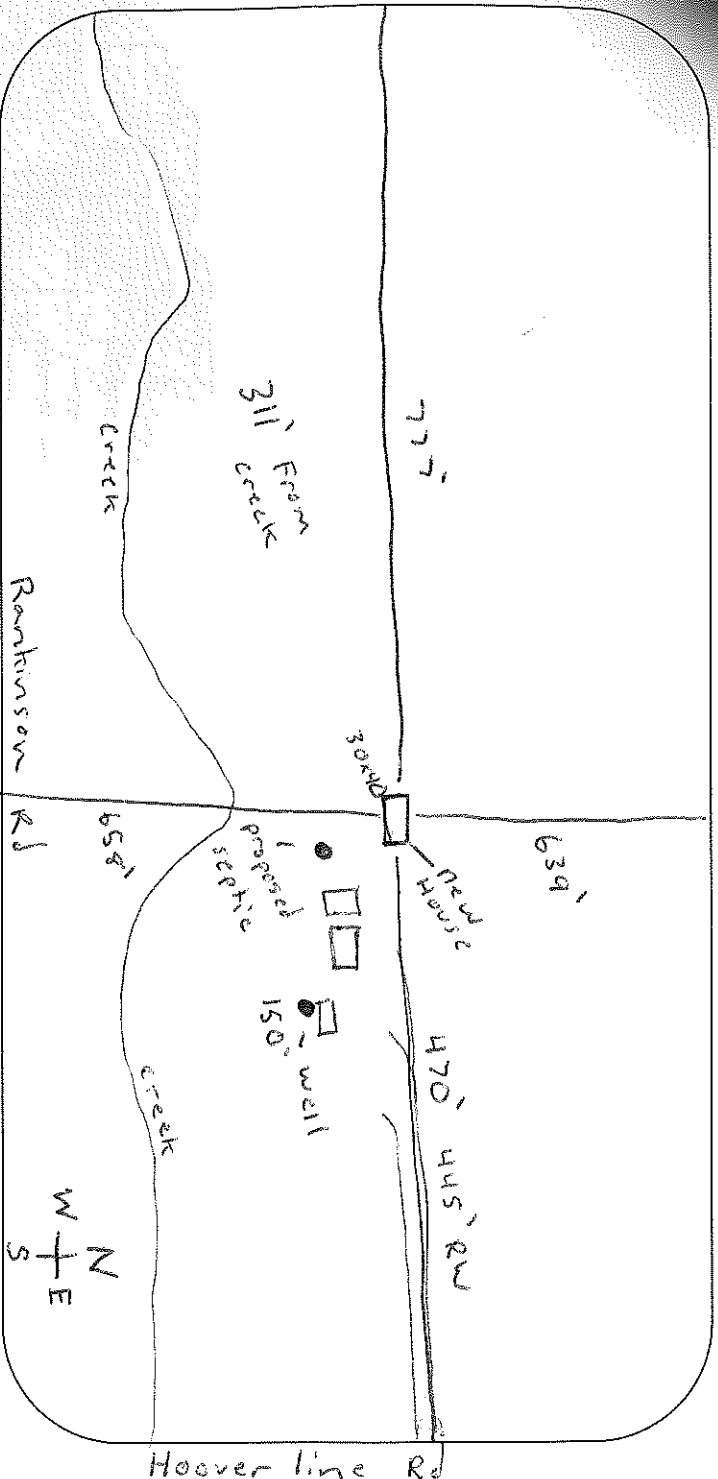 777'
639'
311' From
creek
creek
30x40
new
House
470'
445' RW
proposed
septic
150'
well
658'
creek
Rankinson Rd
N
W
E
S
Hoover line Rd